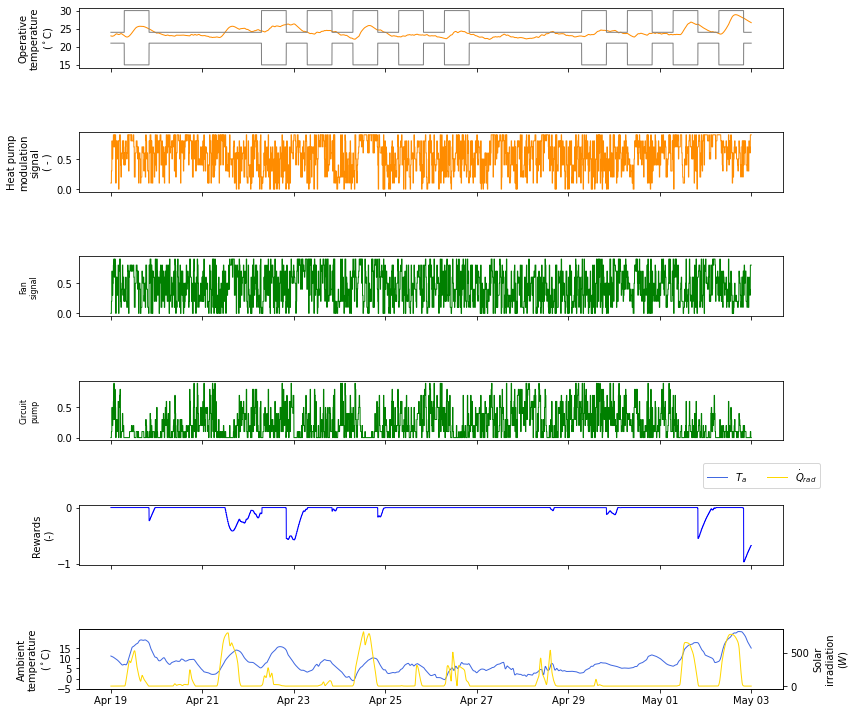 30
25
20
15
Operative
temperature
(°C)
0.5
0.0
Heat pump
modulation
signal
( - )
0.5
0.0
Fan
signal
0.5
0.0
Circuit
pump
T_a Q̇_rad
0
−1
Rewards
(-)
15
10
5
0
−5
Ambient
temperature
(°C)
500
0
Solar
irradiation
(W)
Apr 19 Apr 21 Apr 23 Apr 25 Apr 27 Apr 29 May 01 May 03